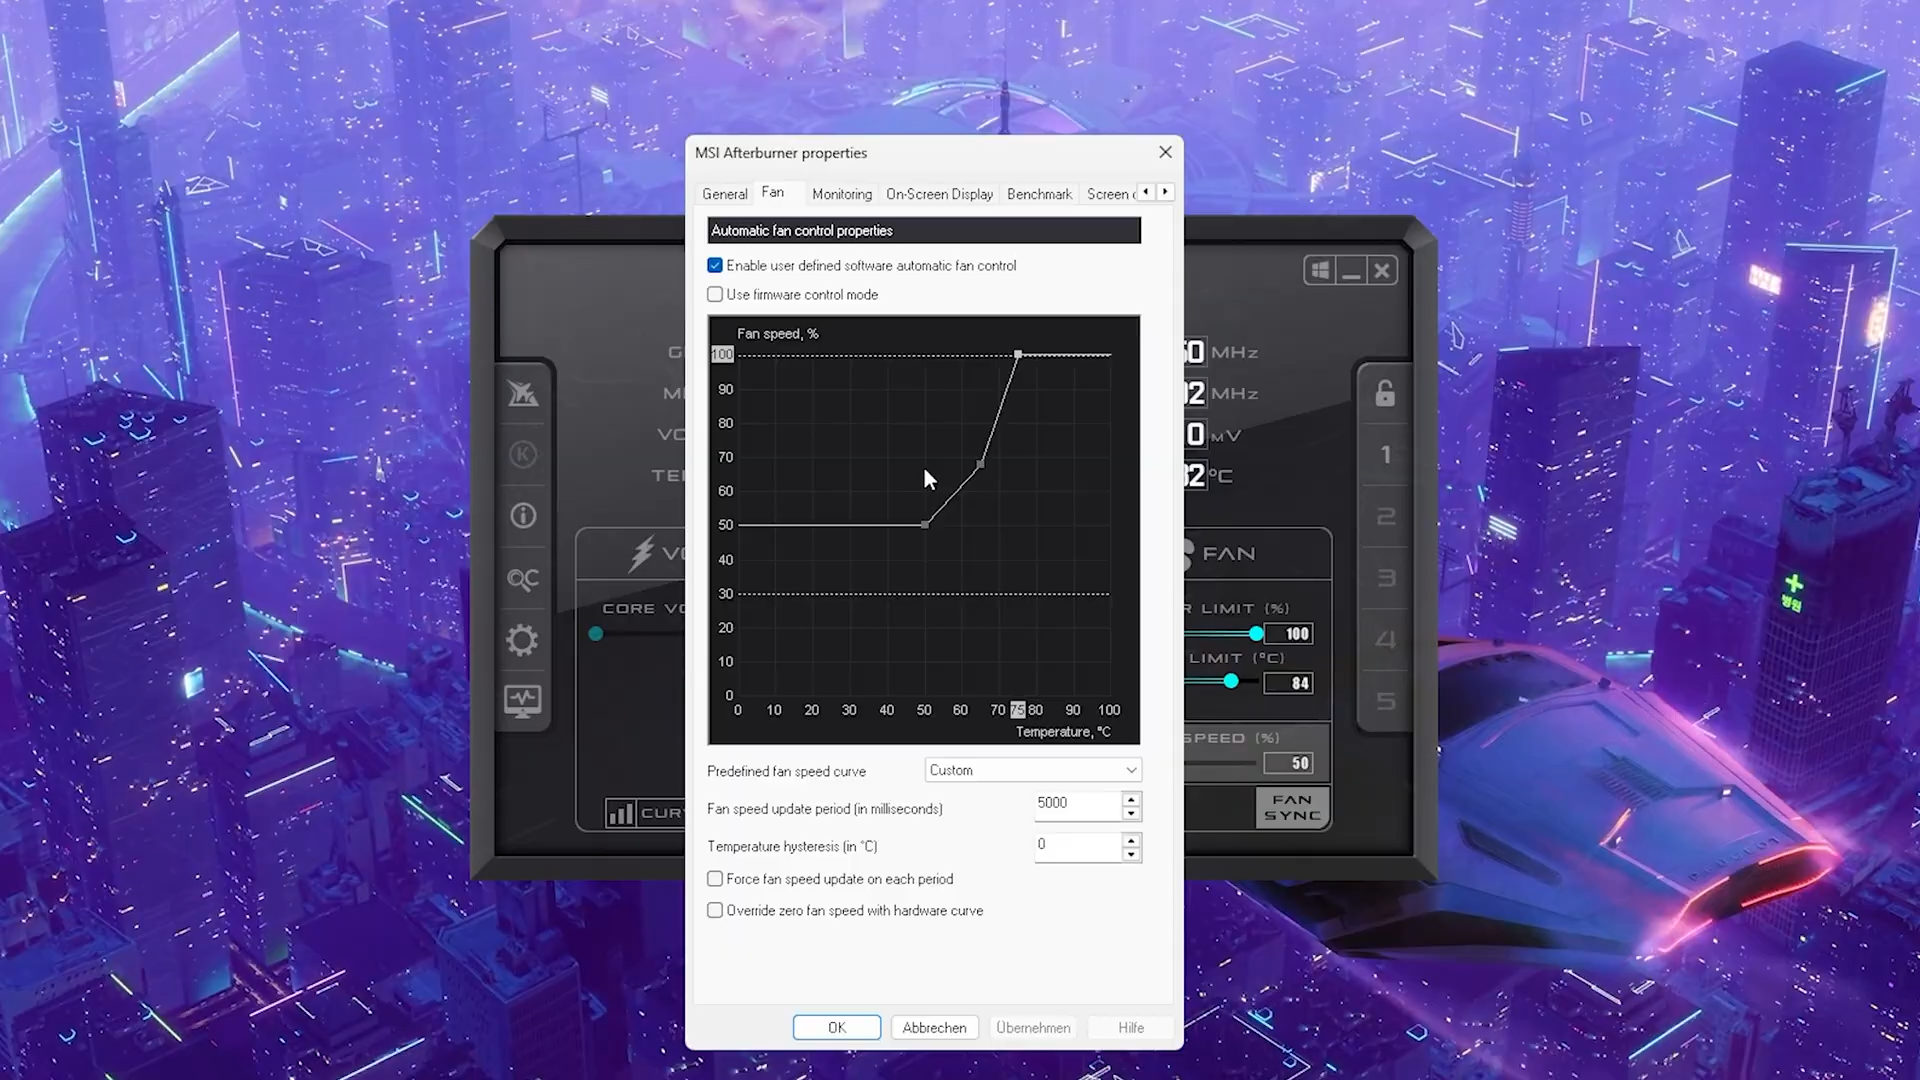 MSI Afterburner properties
General Fan Monitoring On-Screen Display Benchmark Screen
Automatic fan control properties
Enable user defined software automatic fan control
Use firmware control mode
Fan speed, %
100
90
80
70
60
50
40
30
20
10
0
0 10 20 30 40 50 60 70 75 80 90 100
Temperature, °C
Predefined fan speed curve Custom
Fan speed update period (in milliseconds) 5000
Temperature hysteresis (in °C) 0
Force fan speed update on each period
Override zero fan speed with hardware curve
OK Abbrechen Übernehmen Hilfe
MHz
MHz
mV
°C
K
i
OC
CORE
FAN
LIMIT (%)
100
LIMIT (°C)
84
SPEED (%)
50
FAN
SYNC
1
2
3
4
5
병원